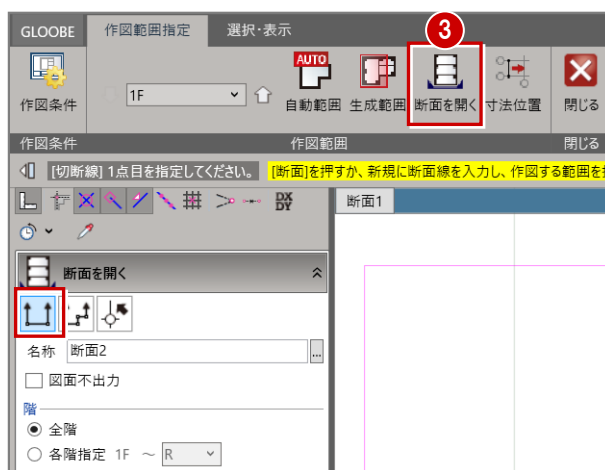 GLOOBE 作図範囲指定 選択・表示
3
AUTO
作図条件 1F 自動範囲 生成範囲 断面を開く 寸法位置 閉じる
作図条件 作図範囲 閉じる
[切断線] 1点目を指定してください。 [断面]を押すか、新規に断面線を入力し、作図する範囲を
DX
DY
断面1
断面を開く
名称 断面2 ...
図面不出力
階
全階
各階指定 1F ～ R